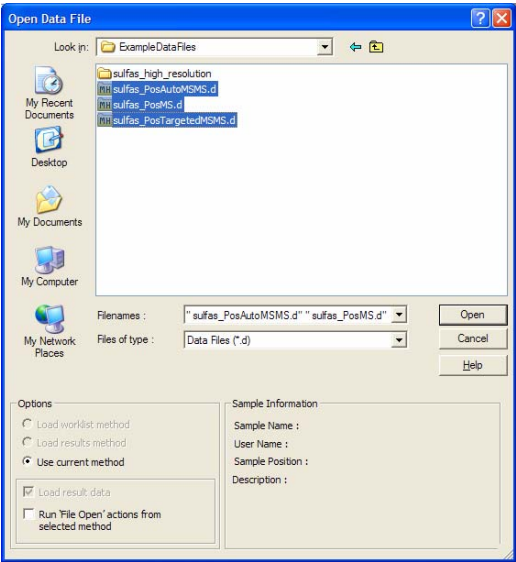 Open Data File
Look in: ExampleDataFiles
sulfas_high_resolution
MH sulfas_PosAutoMSMS.d
MH sulfas_PosMS.d
MH sulfas_PosTargetedMSMS.d
My Recent
Documents
Desktop
My Documents
My Computer
My Network
Places
Filenames : "sulfas_PosAutoMSMS.d" "sulfas_PosMS.d" Open
Files of type : Data Files (*.d) Cancel
Help
Options
Load worklist method
Load results method
Use current method
Load result data
Run 'File Open' actions from
selected method
Sample Information
Sample Name :
User Name :
Sample Position :
Description :